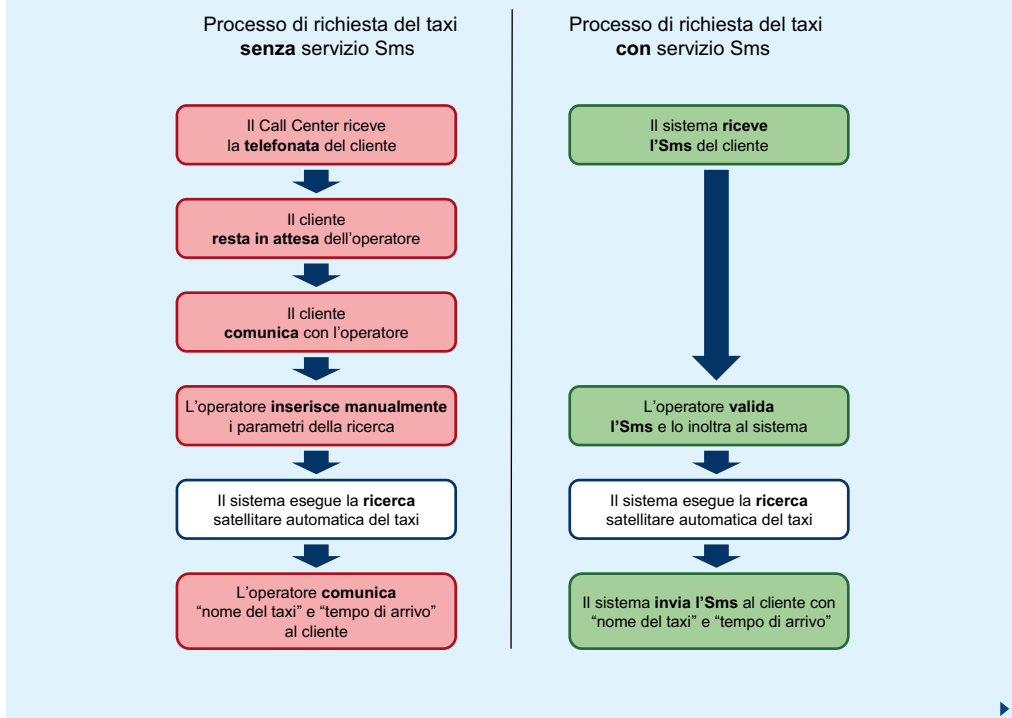 Processo di richiesta del taxi
senza servizio Sms
Il Call Center riceve
la telefonata del cliente
Il cliente
resta in attesa dell’operatore
Il cliente
comunica con l’operatore
L’operatore inserisce manualmente
i parametri della ricerca
Il sistema esegue la ricerca
satellitare automatica del taxi
L’operatore comunica
“nome del taxi” e “tempo di arrivo”
al cliente
Processo di richiesta del taxi
con servizio Sms
Il sistema riceve
l’Sms del cliente
L’operatore valida
l’Sms e lo inoltra al sistema
Il sistema esegue la ricerca
satellitare automatica del taxi
Il sistema invia l’Sms al cliente con
“nome del taxi” e “tempo di arrivo”